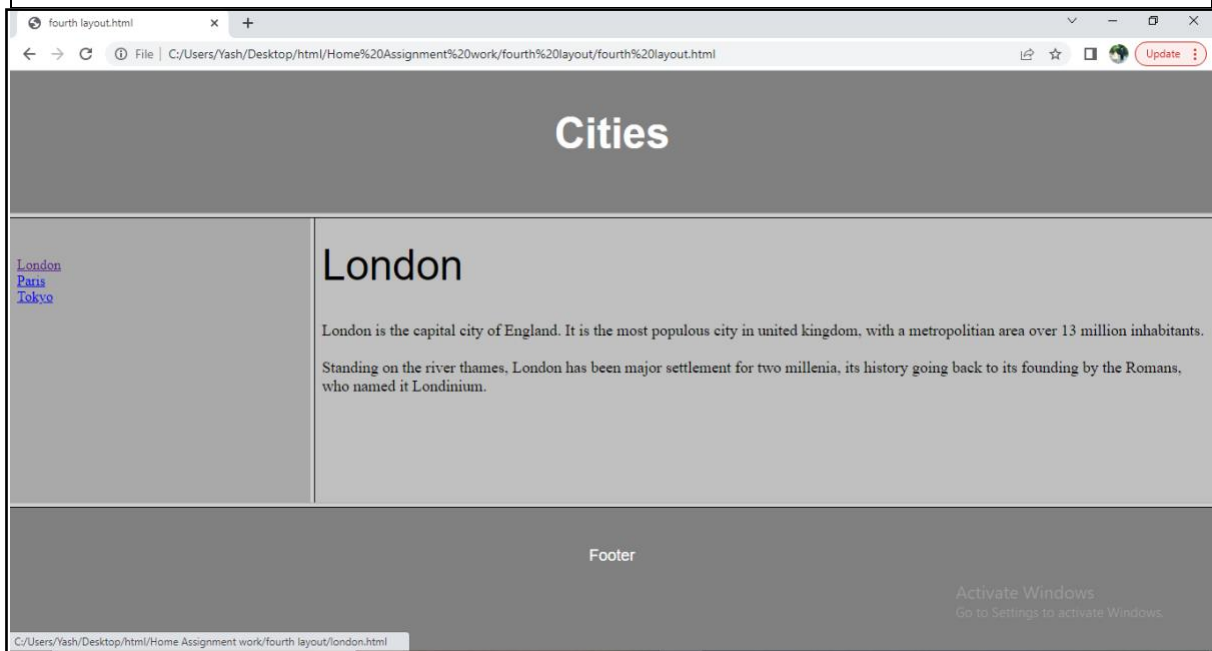 fourth layout.html
File C:/Users/Yash/Desktop/html/Home%20Assignment%20work/fourth%20layout/fourth%20layout.html
Update
Cities
London
Paris
Tokyo
London
London is the capital city of England. It is the most populous city in united kingdom, with a metropolitian area over 13 million inhabitants.
Standing on the river thames, London has been major settlement for two millenia, its history going back to its founding by the Romans,
who named it Londinium.
Footer
Activate Windows
Go to Settings to activate Windows.
C:/Users/Yash/Desktop/html/Home Assignment work/fourth layout/london.html